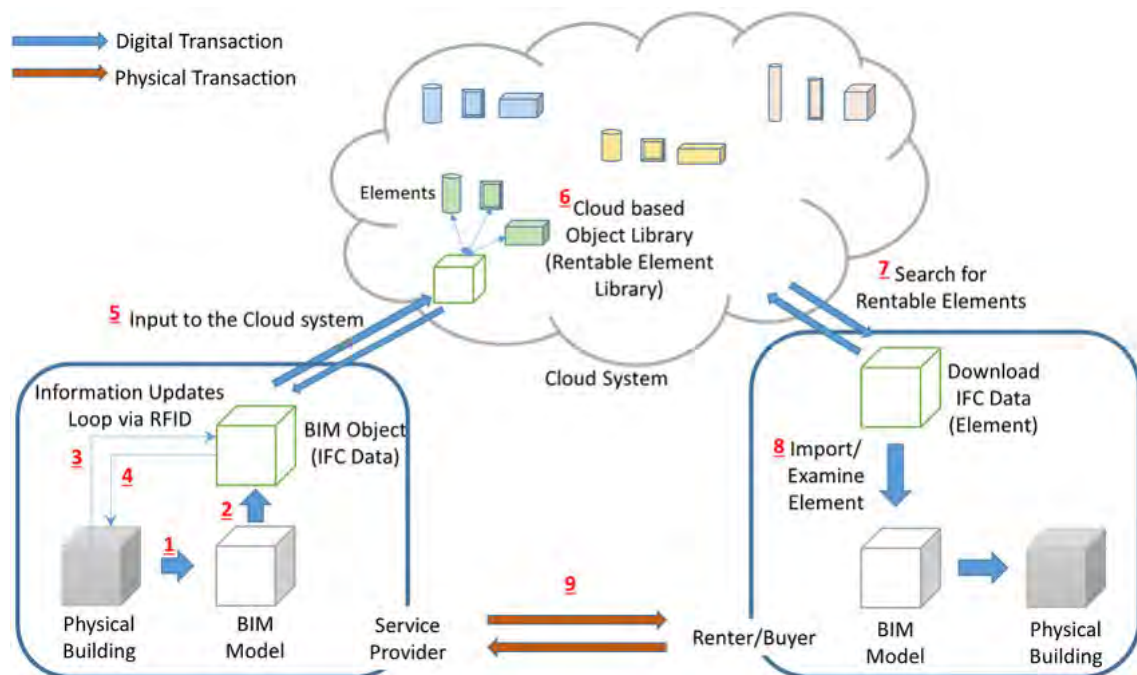 Digital Transaction
Physical Transaction
Elements
6
Cloud based
Object Library
(Rentable Element
Library)
7
Search for
Rentable Elements
5
Input to the Cloud system
Cloud System
Information Updates
Loop via RFID
3
4
BIM Object
(IFC Data)
2
1
Physical
Building
BIM
Model
Service
Provider
9
Renter/Buyer
Download
IFC Data
(Element)
8
Import/
Examine
Element
BIM
Model
Physical
Building